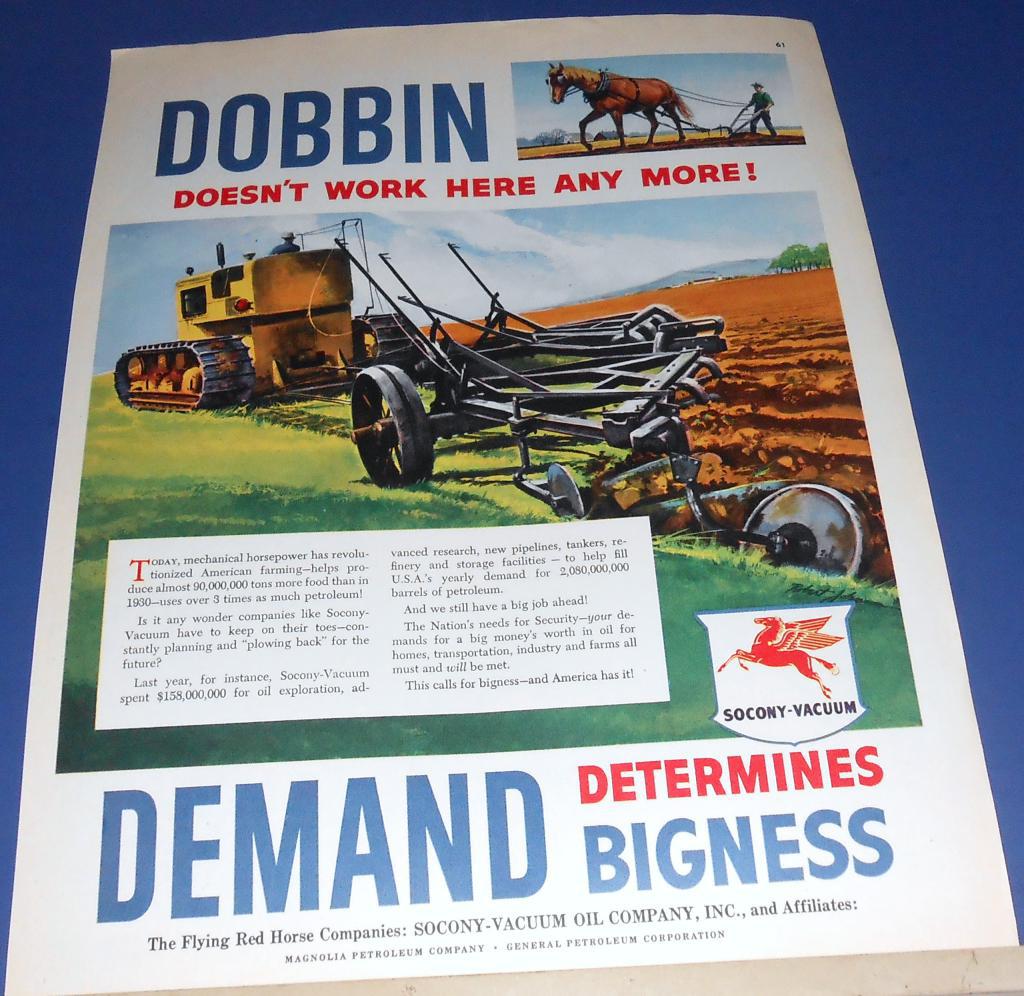 61
DOBBIN
DOESN'T WORK HERE ANY MORE!
TODAY, mechanical horsepower has revolu-
tionized American farming—helps pro-
duce almost 90,000,000 tons more food than in
1930—uses over 3 times as much petroleum!
Is it any wonder companies like Socony-
Vacuum have to keep on their toes—con-
stantly planning and "plowing back" for the
future?
Last year, for instance, Socony-Vacuum
spent $158,000,000 for oil exploration, ad-
vanced research, new pipelines, tankers, re-
finery and storage facilities — to help fill
U.S.A.'s yearly demand for 2,080,000,000
barrels of petroleum.
And we still have a big job ahead!
The Nation's needs for Security—your de-
mands for a big money's worth in oil for
homes, transportation, industry and farms all
must and will be met.
This calls for bigness—and America has it!
SOCONY-VACUUM
DEMAND DETERMINES
BIGNESS
The Flying Red Horse Companies: SOCONY-VACUUM OIL COMPANY, INC., and Affiliates:
MAGNOLIA PETROLEUM COMPANY • GENERAL PETROLEUM CORPORATION